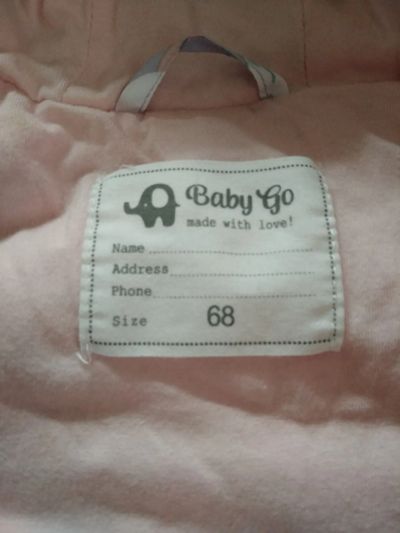 Baby Go
made with love!
Name
Address
Phone
Size 68